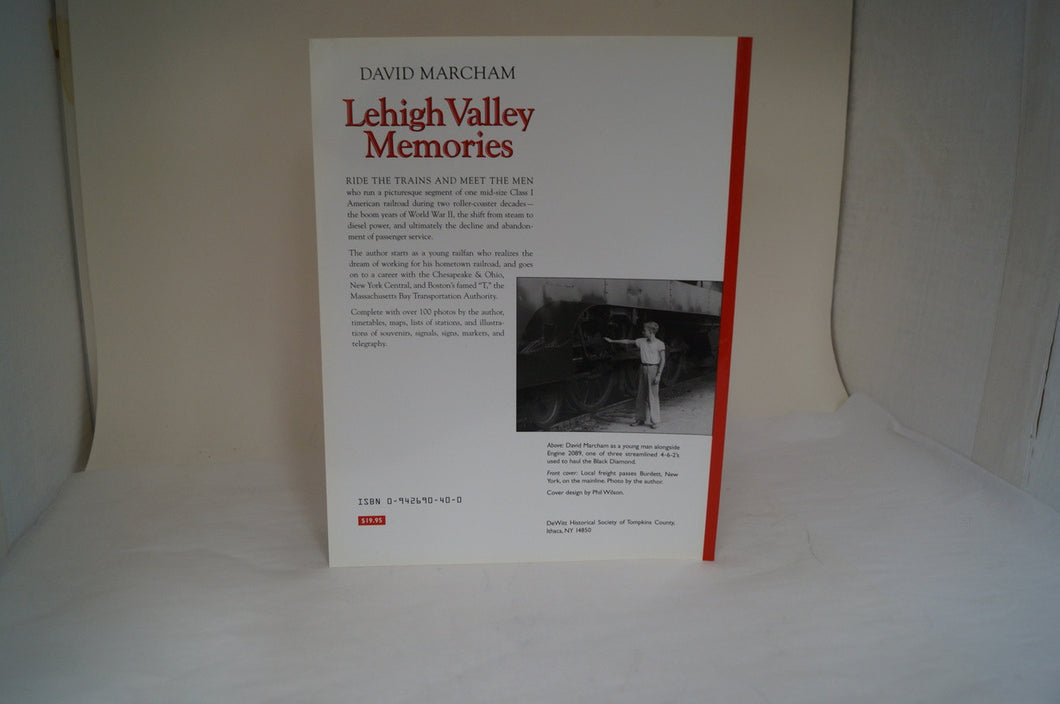 DAVID MARCHAM
Lehigh Valley
Memories
RIDE THE TRAINS AND MEET THE MEN
who run a picturesque segment of one mid-size Class I
American railroad during two roller-coaster decades—
the boom years of World War II, the shift from steam to
diesel power, and ultimately the decline and abandon-
ment of passenger service.
The author starts as a young railfan who realizes the
dream of working for his hometown railroad, and goes
on to a career with the Chesapeake & Ohio,
New York Central, and Boston's famed "T," the
Massachusetts Bay Transportation Authority.
Complete with over 100 photos by the author,
timetables, maps, lists of stations, and illustra-
tions of souvenirs, signals, signs, markers, and
telegraphy.
Above: David Marcham as a young man alongside
Engine 2089, one of three streamlined 4-6-2's
used to haul the Black Diamond.
Front cover: Local freight passes Burdett, New
York, on the mainline. Photo by the author.
Cover design by Phil Wilson.
ISBN 0-942690-40-0
$19.95
DeWitt Historical Society of Tompkins County,
Ithaca, NY 14850